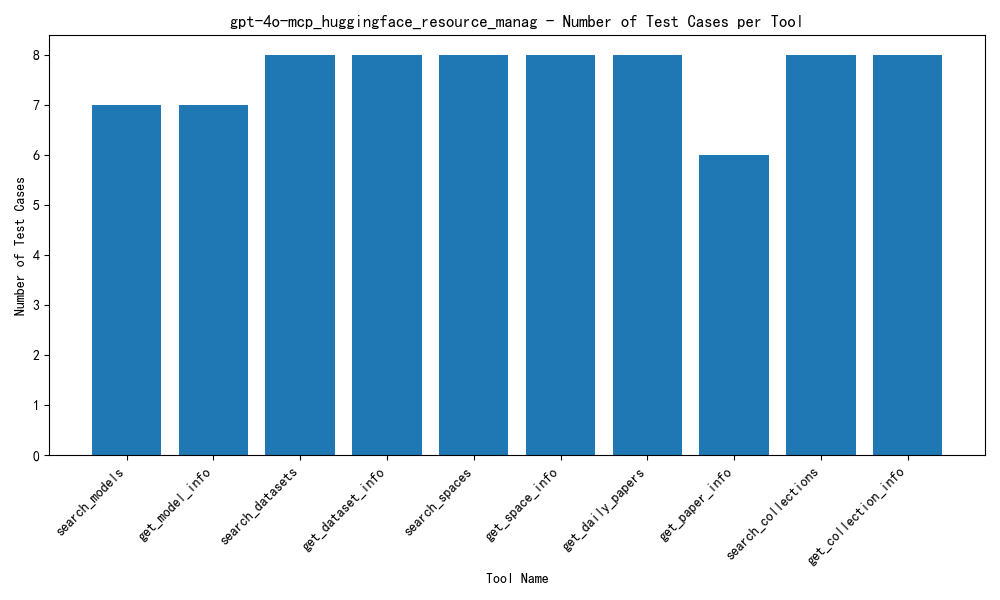 gpt-4o-mcp_huggingface_resource_manag - Number of Test Cases per Tool
8
7
6
5
4
3
2
1
0
Number of Test Cases
search_models
get_model_info
search_datasets
get_dataset_info
search_spaces
get_space_info
get_daily_papers
get_paper_info
search_collections
get_collection_info
Tool Name